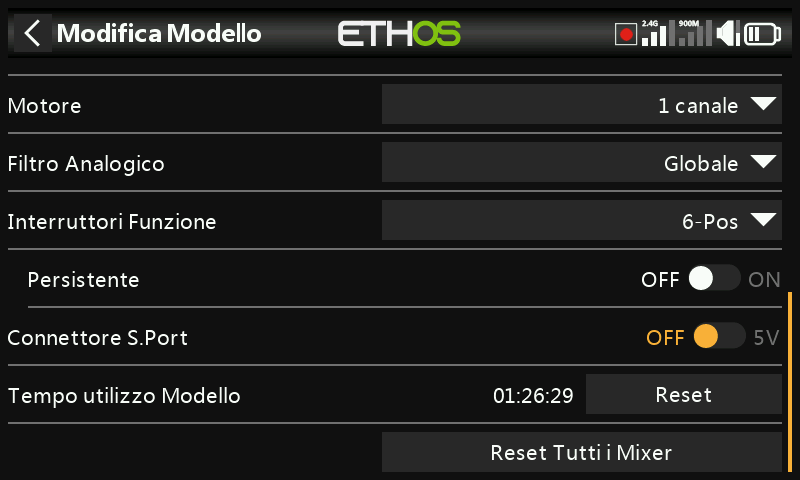 Modifica Modello ETHOS 2.4G 900M
Motore 1 canale
Filtro Analogico Globale
Interruttori Funzione 6-Pos
Persistente OFF ON
Connettore S.Port OFF 5V
Tempo utilizzo Modello 01:26:29 Reset
Reset Tutti i Mixer